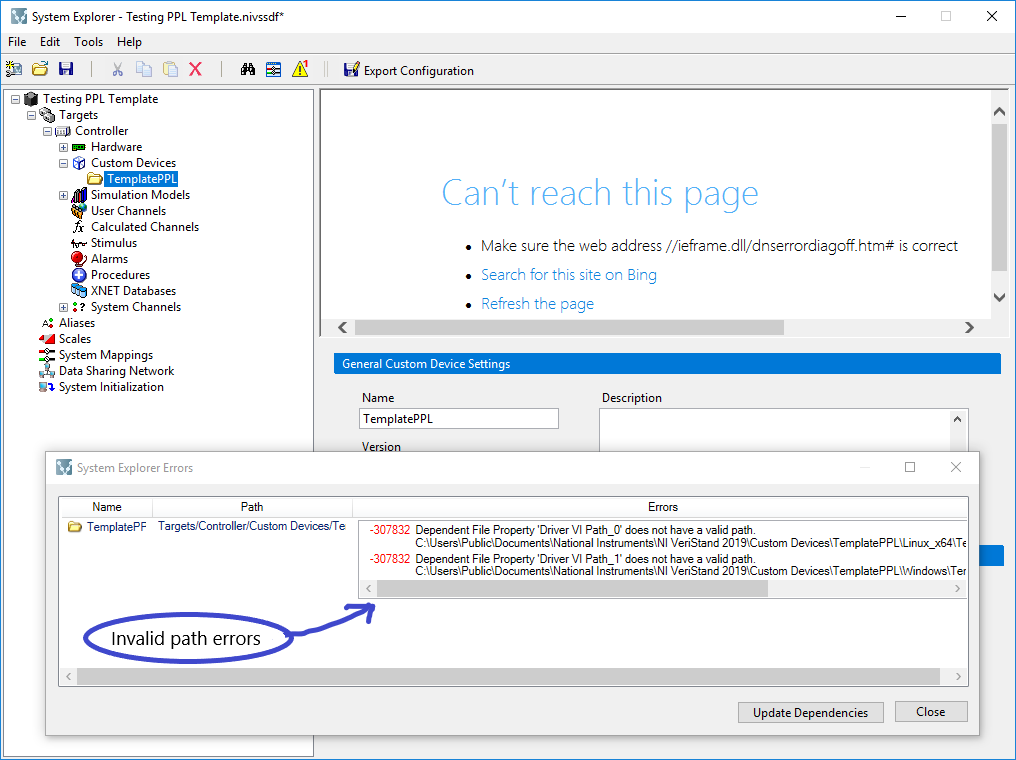 System Explorer - Testing PPL Template.nivssdf*
File Edit Tools Help
Export Configuration
Testing PPL Template
Targets
Controller
Hardware
Custom Devices
TemplatePPL
Simulation Models
User Channels
Calculated Channels
Stimulus
Alarms
Procedures
XNET Databases
System Channels
Aliases
Scales
System Mappings
Data Sharing Network
System Initialization
Can't reach this page
Make sure the web address //ieframe.dll/dnserrordiagoff.htm# is correct
Search for this site on Bing
Refresh the page
General Custom Device Settings
Name Description
TemplatePPL
Version
System Explorer Errors
Name Path Errors
TemplatePF Targets/Controller/Custom Devices/Te
-307832 Dependent File Property 'Driver VI Path_0' does not have a valid path.
C:\Users\Public\Documents\National Instruments\NI VeriStand 2019\Custom Devices\TemplatePPL\Linux_x64\Te
-307832 Dependent File Property 'Driver VI Path_1' does not have a valid path.
C:\Users\Public\Documents\National Instruments\NI VeriStand 2019\Custom Devices\TemplatePPL\\Windows\Ten
Invalid path errors
Update Dependencies Close